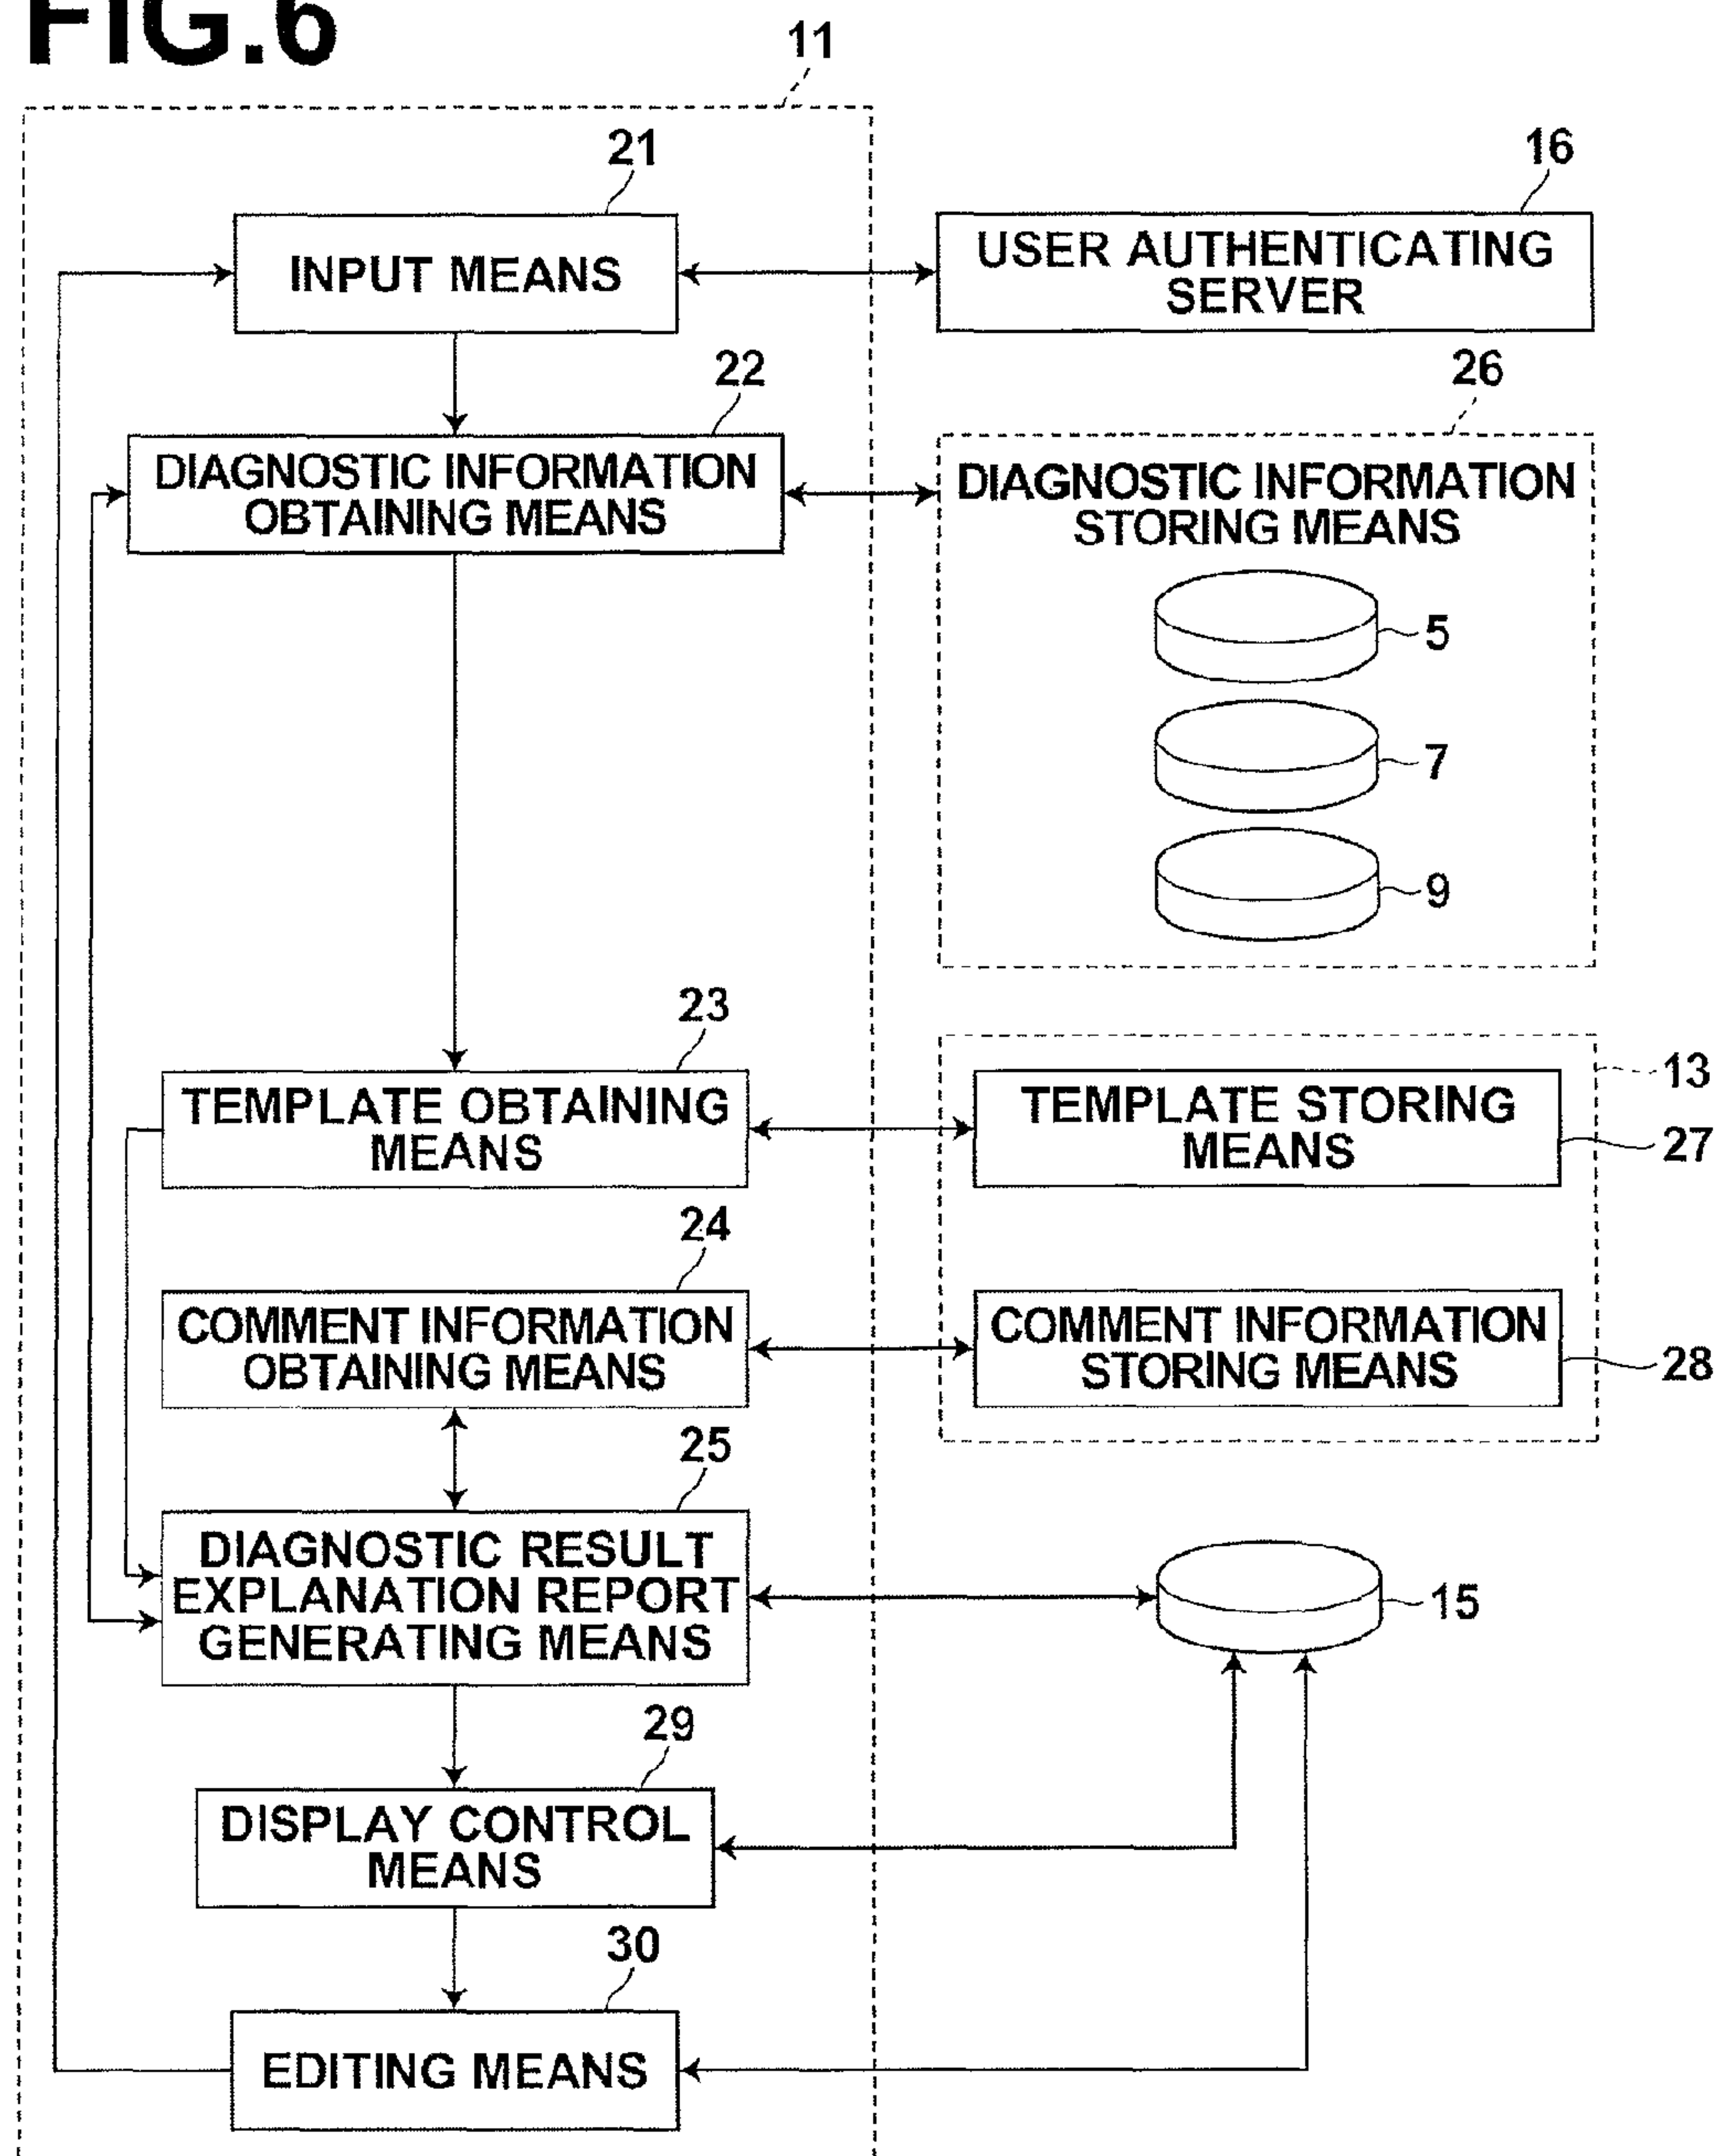 FIG.6
11
21
INPUT MEANS
16
USER AUTHENTICATING
SERVER
22
DIAGNOSTIC INFORMATION
OBTAINING MEANS
26
DIAGNOSTIC INFORMATION
STORING MEANS
5
7
9
23
TEMPLATE OBTAINING
MEANS
13
TEMPLATE STORING
MEANS
27
24
COMMENT INFORMATION
OBTAINING MEANS
COMMENT INFORMATION
STORING MEANS
28
25
DIAGNOSTIC RESULT
EXPLANATION REPORT
GENERATING MEANS
15
29
DISPLAY CONTROL
MEANS
30
EDITING MEANS